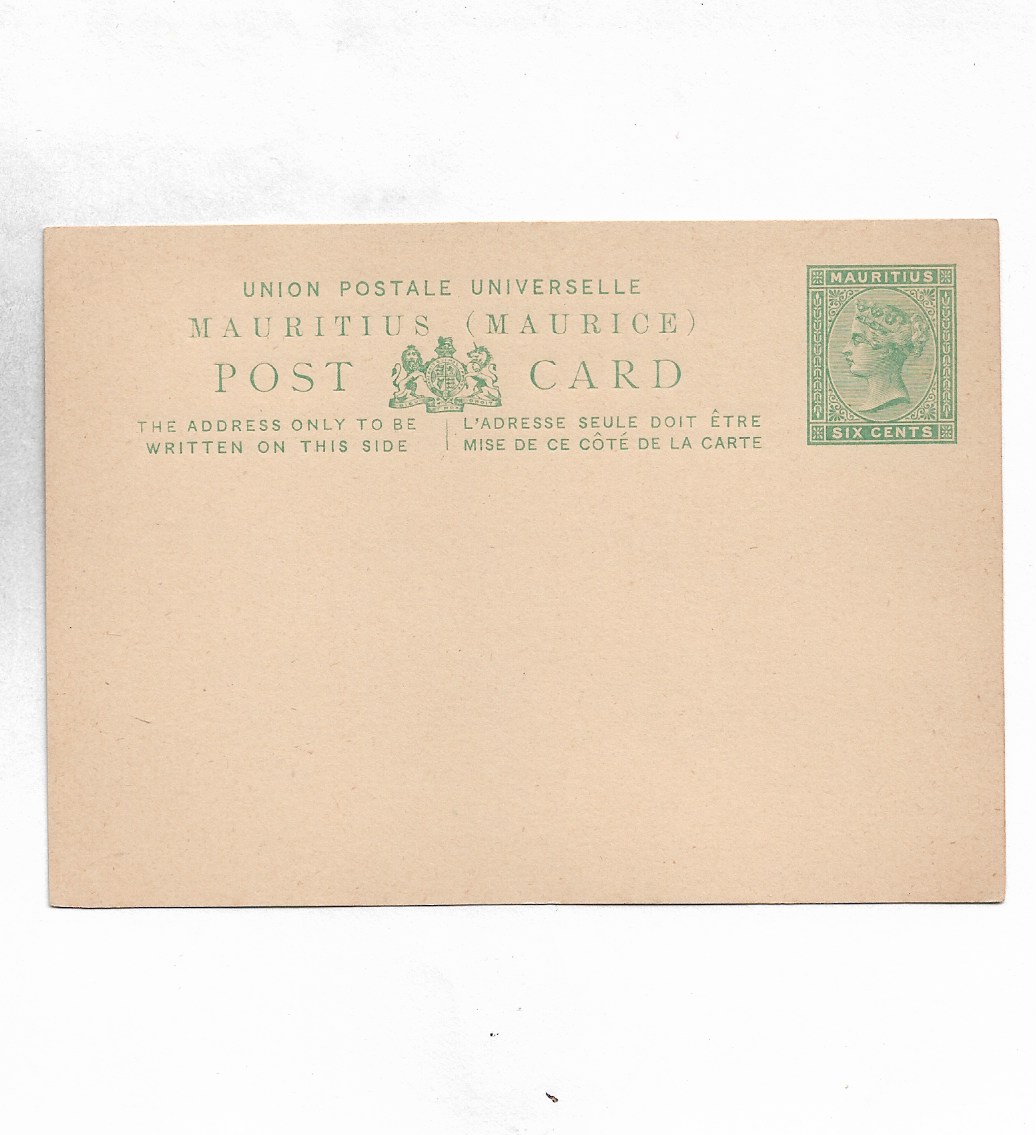 UNION POSTALE UNIVERSELLE
MAURITIUS (MAURICE)
POST CARD
THE ADDRESS ONLY TO BE
WRITTEN ON THIS SIDE
L'ADRESSE SEULE DOIT ÊTRE
MISE DE CE CÔTÉ DE LA CARTE
MAURITIUS
SIX CENTS